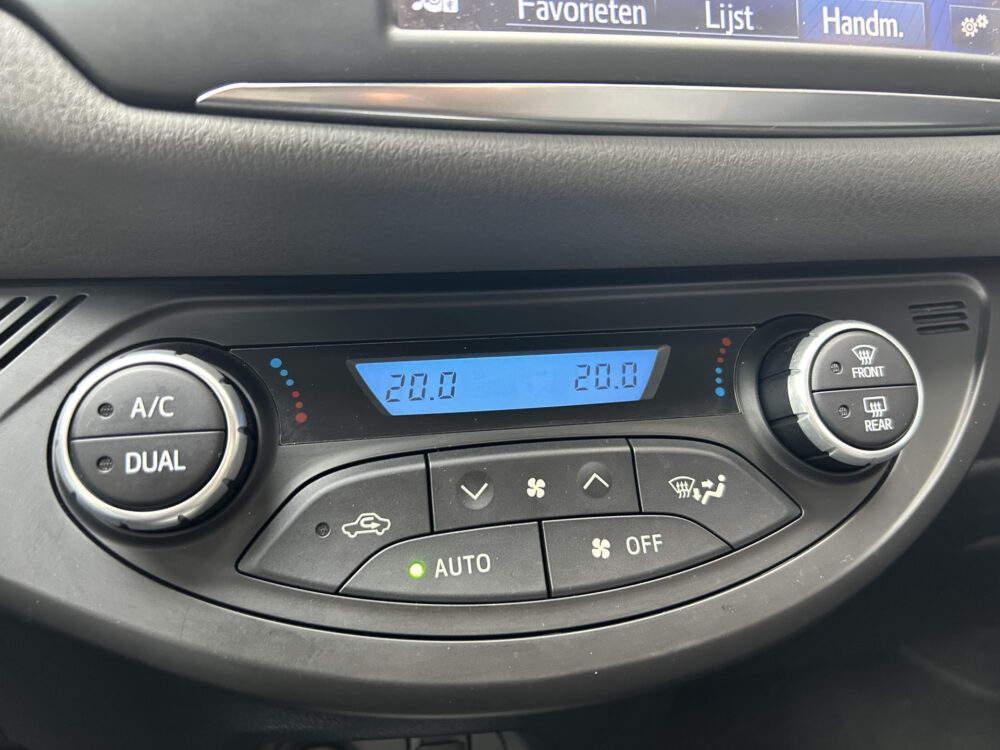 Favorieten Lijst Handm.
20.0 20.0
A/C
DUAL
FRONT
REAR
AUTO
OFF